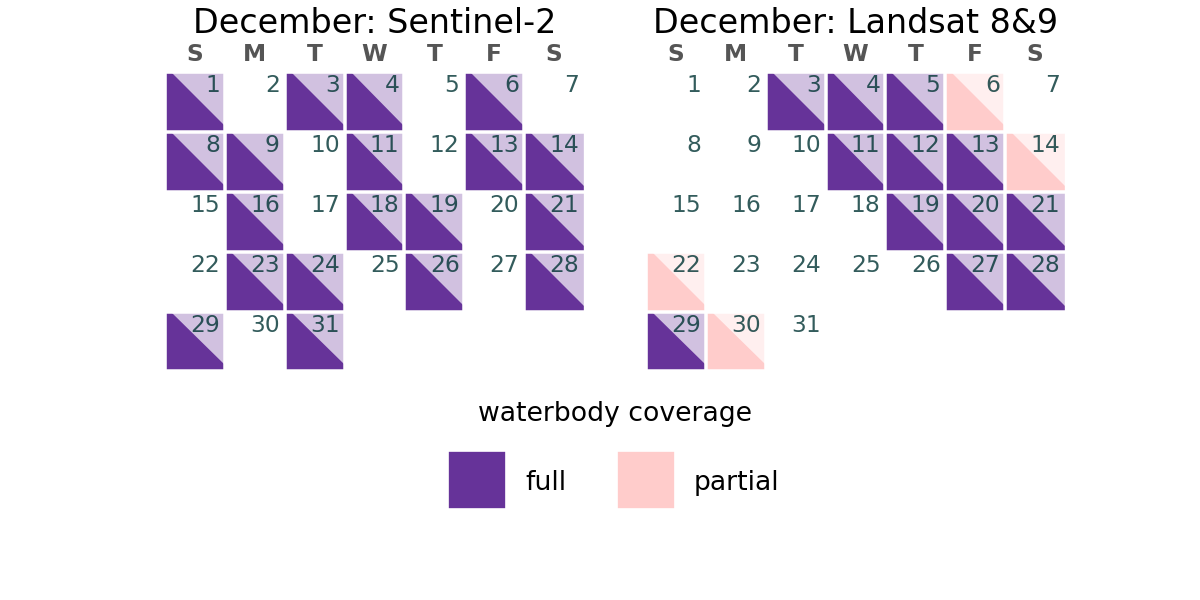 December: Sentinel-2
S M T W T F S
1 2 3 4 5 6 7
8 9 10 11 12 13 14
15 16 17 18 19 20 21
22 23 24 25 26 27 28
29 30 31
December: Landsat 8&9
S M T W T F S
1 2 3 4 5 6 7
8 9 10 11 12 13 14
15 16 17 18 19 20 21
22 23 24 25 26 27 28
29 30 31
waterbody coverage
full partial